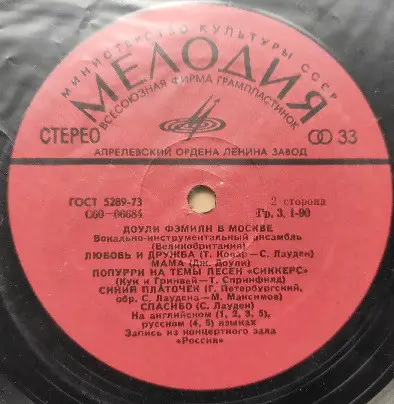 МИНИСТЕРСТВО КУЛЬТУРЫ СССР
МЕЛОДИЯ
ВСЕСОЮЗНАЯ ФИРМА ГРАМПЛАСТИНОК
СТЕРЕО
33
АПРЕЛЕВСКИЙ ОРДЕНА ЛЕНИНА ЗАВОД
ГОСТ 5289-73
2 сторона
С60-06684
Гр. 3. 1-90
ДОУЛИ ФЭМИЛИ В МОСКВЕ
Вокально-инструментальный ансамбль
(Великобритания)
ЛЮБОВЬ И ДРУЖБА (Т. Ковар—С. Лауден)
МАМА (Дж. Доули)
ПОПУРРИ НА ТЕМЫ ПЕСЕН «СИККЕРС»
(Кук и Гринвей—Т. Спрингфилд)
СИНИЙ ПЛАТОЧЕК (Г. Петербургский,
обр. С. Лаудена—М. Максимов)
СПАСИБО (С. Лауден)
На английском (1, 2, 3, 5),
русском (4, 5) языках
Запись из концертного зала
«Россия»